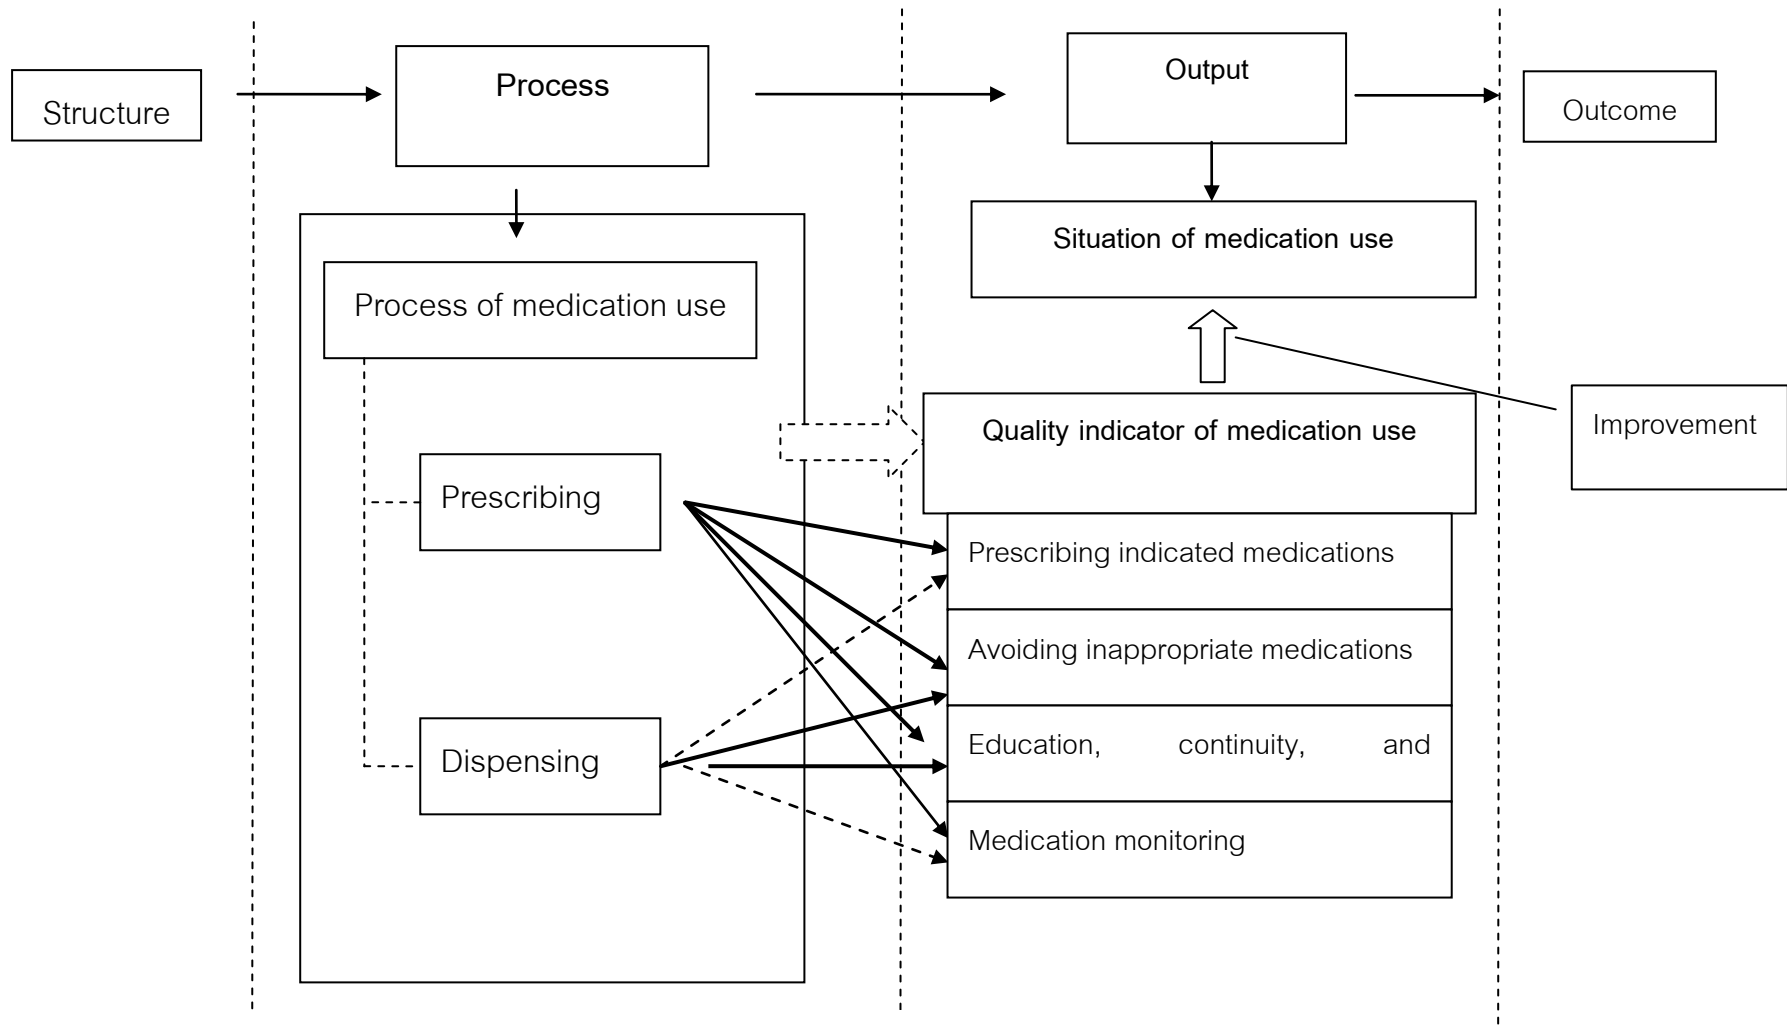 Structure
Process
Output
Outcome
Process of medication use
Prescribing
Dispensing
Situation of medication use
Quality indicator of medication use
Prescribing indicated medications
Avoiding inappropriate medications
Education, continuity, and
Medication monitoring
Improvement